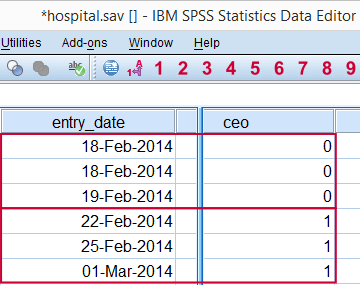 *hospital.sav [] - IBM SPSS Statistics Data Editor
Utilities Add-ons Window Help
abc A 1 2 3 4 5 6 7 8 9
entry_date ceo
18-Feb-2014 0
18-Feb-2014 0
19-Feb-2014 0
22-Feb-2014 1
25-Feb-2014 1
01-Mar-2014 1